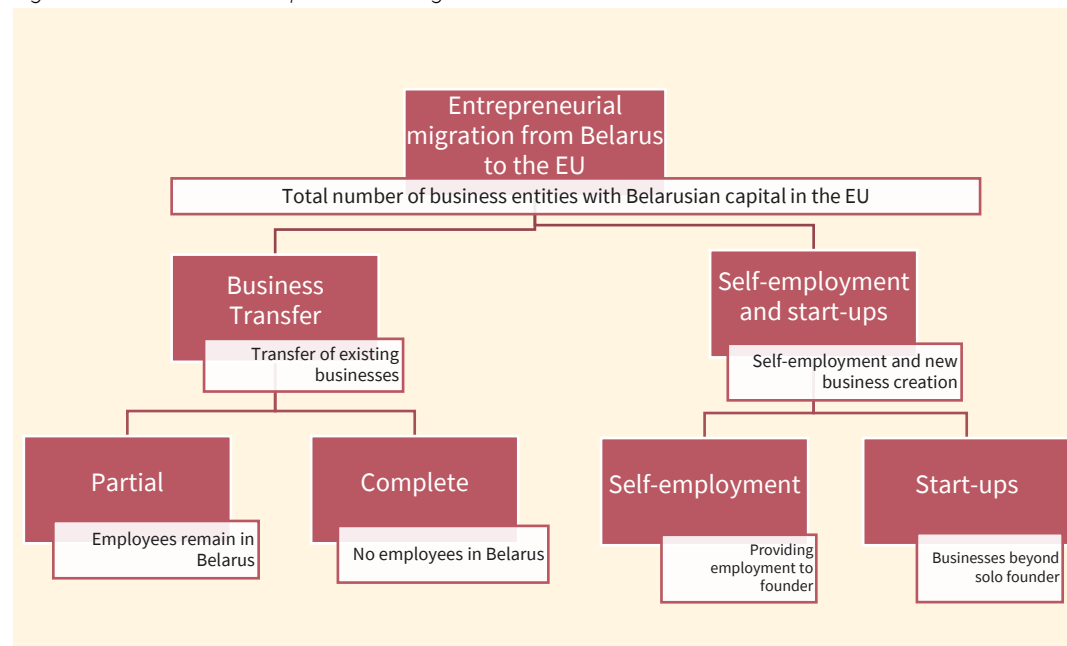 Entrepreneurial
migration from Belarus
to the EU
Total number of business entities with Belarusian capital in the EU
Business
Transfer
Transfer of existing
businesses
Self-employment
and start-ups
Self-employment and new
business creation
Partial
Employees remain in
Belarus
Complete
No employees in Belarus
Self-employment
Providing
employment to
founder
Start-ups
Businesses beyond
solo founder